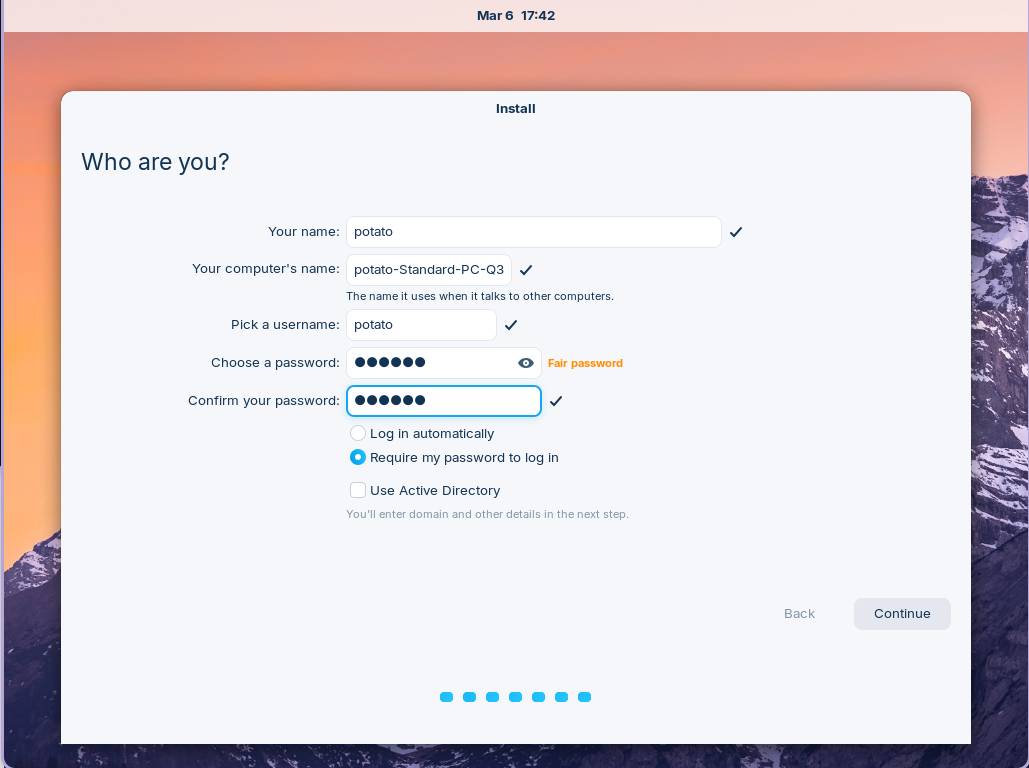 Mar 6 17:42
Install
Who are you?
Your name: potato
Your computer's name: potato-Standard-PC-Q3
The name it uses when it talks to other computers.
Pick a username: potato
Choose a password: ●●●●●● Fair password
Confirm your password: ●●●●●●
Log in automatically
Require my password to log in
Use Active Directory
You'll enter domain and other details in the next step.
Back Continue